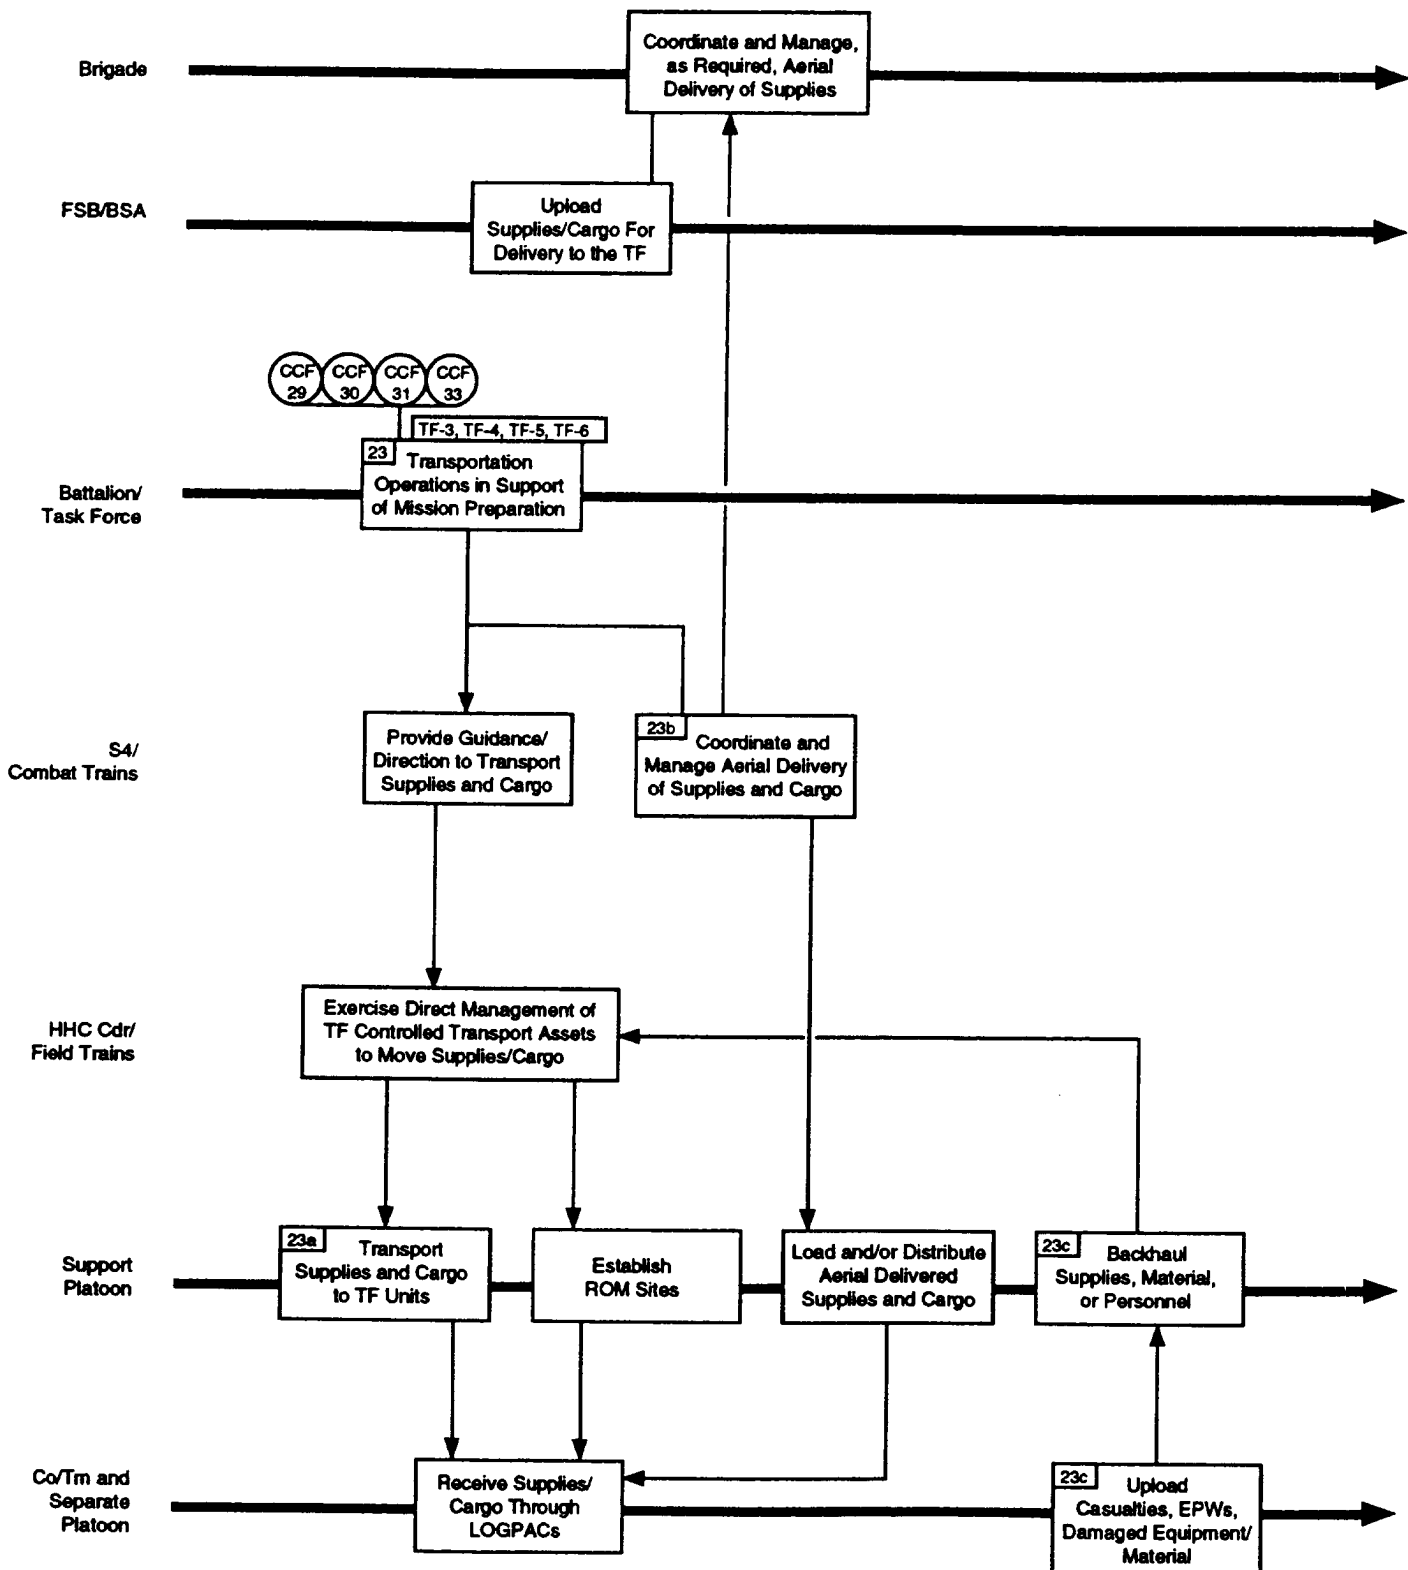 Brigade
Coordinate and Manage,
as Required, Aerial
Delivery of Supplies
FSB/BSA
Upload
Supplies/Cargo For
Delivery to the TF
CCF
29
CCF
30
CCF
31
CCF
33
TF-3, TF-4, TF-5, TF-6
Battalion/
Task Force
23
Transportation
Operations in Support
of Mission Preparation
S4/
Combat Trains
Provide Guidance/
Direction to Transport
Supplies and Cargo
23b
Coordinate and
Manage Aerial Delivery
of Supplies and Cargo
HHC Cdr/
Field Trains
Exercise Direct Management of
TF Controlled Transport Assets
to Move Supplies/Cargo
Support
Platoon
23a
Transport
Supplies and Cargo
to TF Units
Establish
ROM Sites
Load and/or Distribute
Aerial Delivered
Supplies and Cargo
23c
Backhaul
Supplies, Material,
or Personnel
Co/Tm and
Separate
Platoon
Receive Supplies/
Cargo Through
LOGPACs
23c
Upload
Casualties, EPWs,
Damaged Equipment/
Material